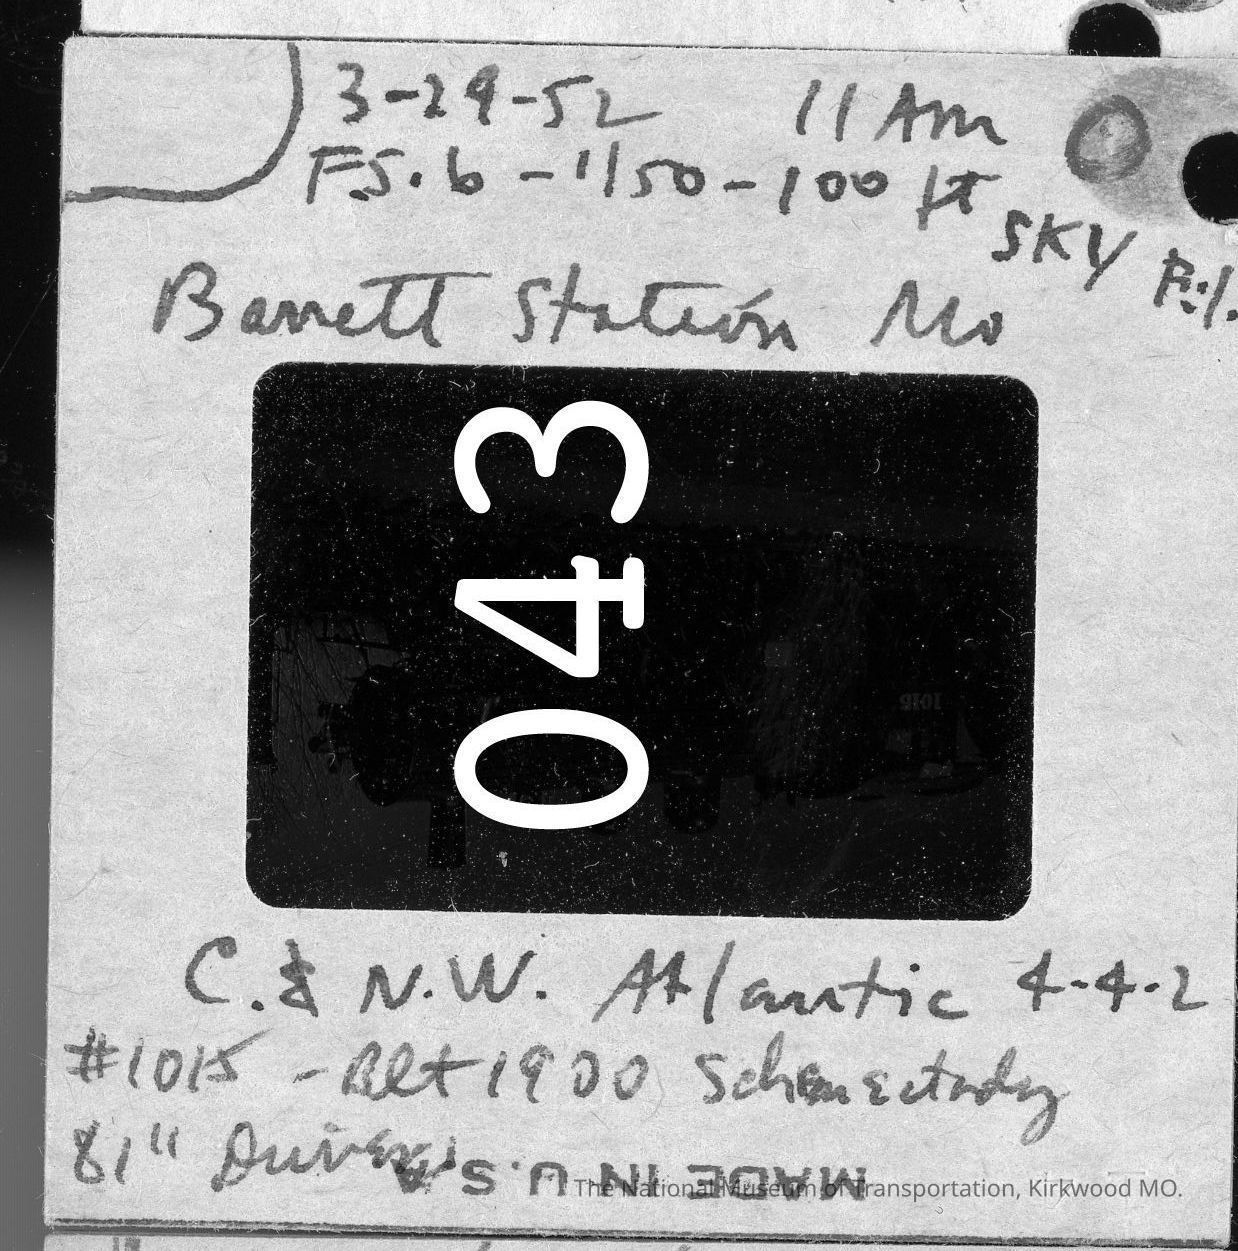 3-29-52 11 Am
F5.6 - 1/50 - 100 ft
SKY Fil.
Barrett Station Mo
043
C. & N.W. Atlantic 4-4-2
#1015 - Blt 1900 Schenectady
81" Drivers
MADE IN U.S.A.
The National Museum of Transportation, Kirkwood MO.